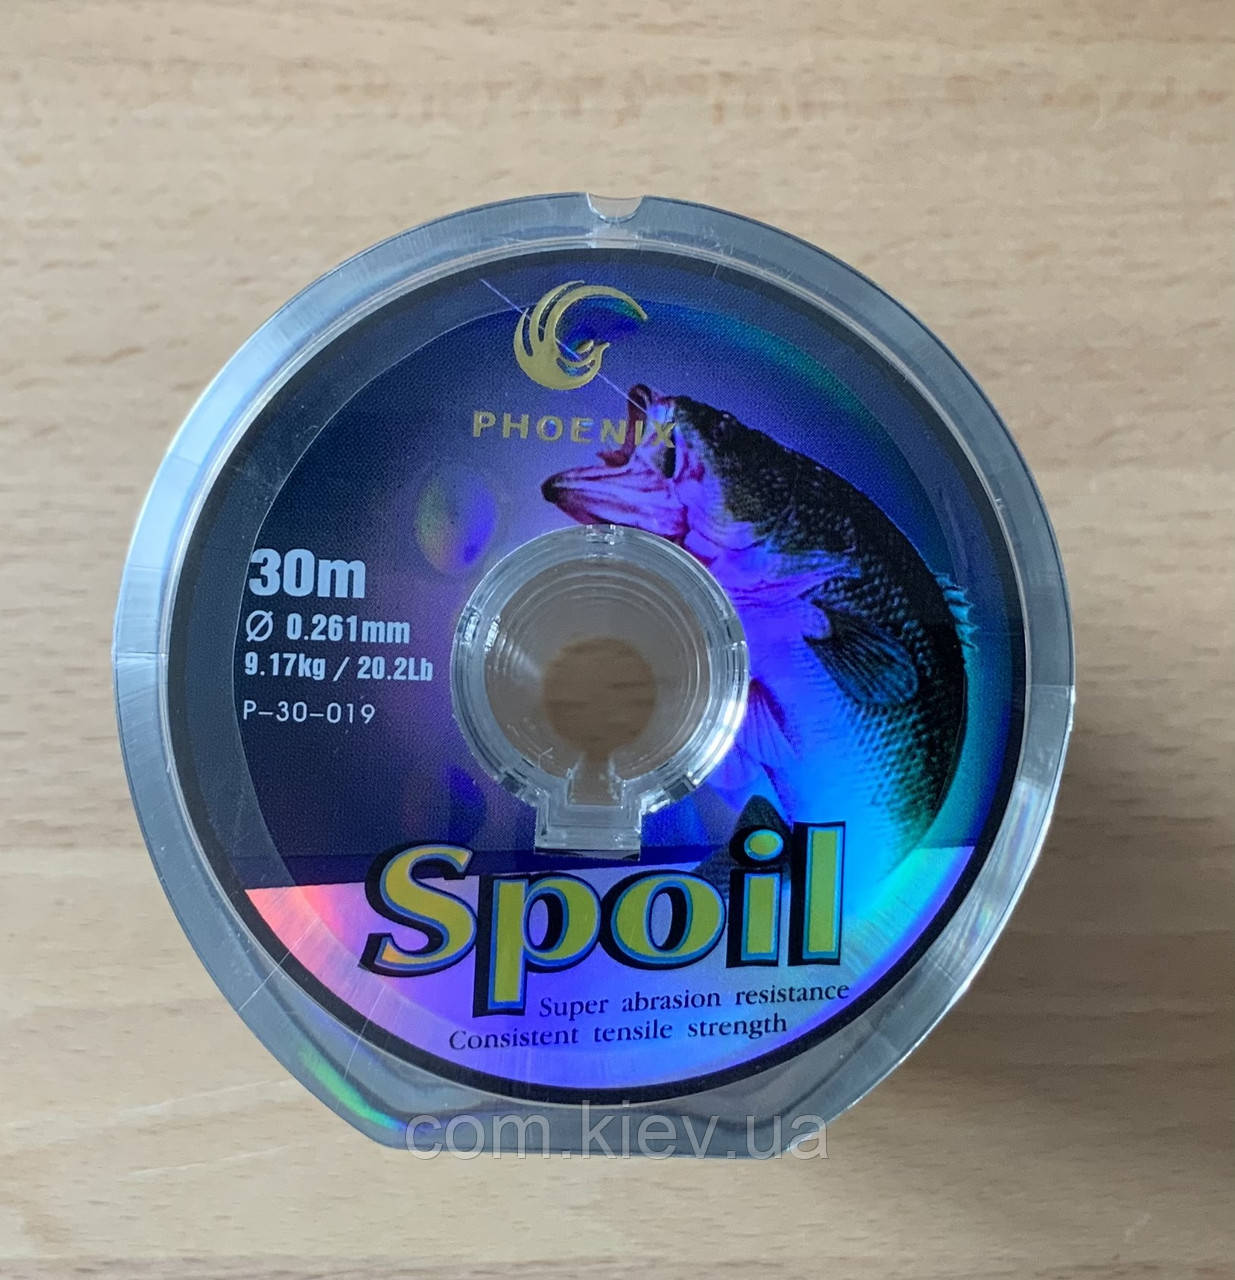 PHOENIX
30m
Ø 0.261mm
9.17kg / 20.2Lb
P-30-019
Spoil
Super abrasion resistance
Consistent tensile strength
com.kiev.ua